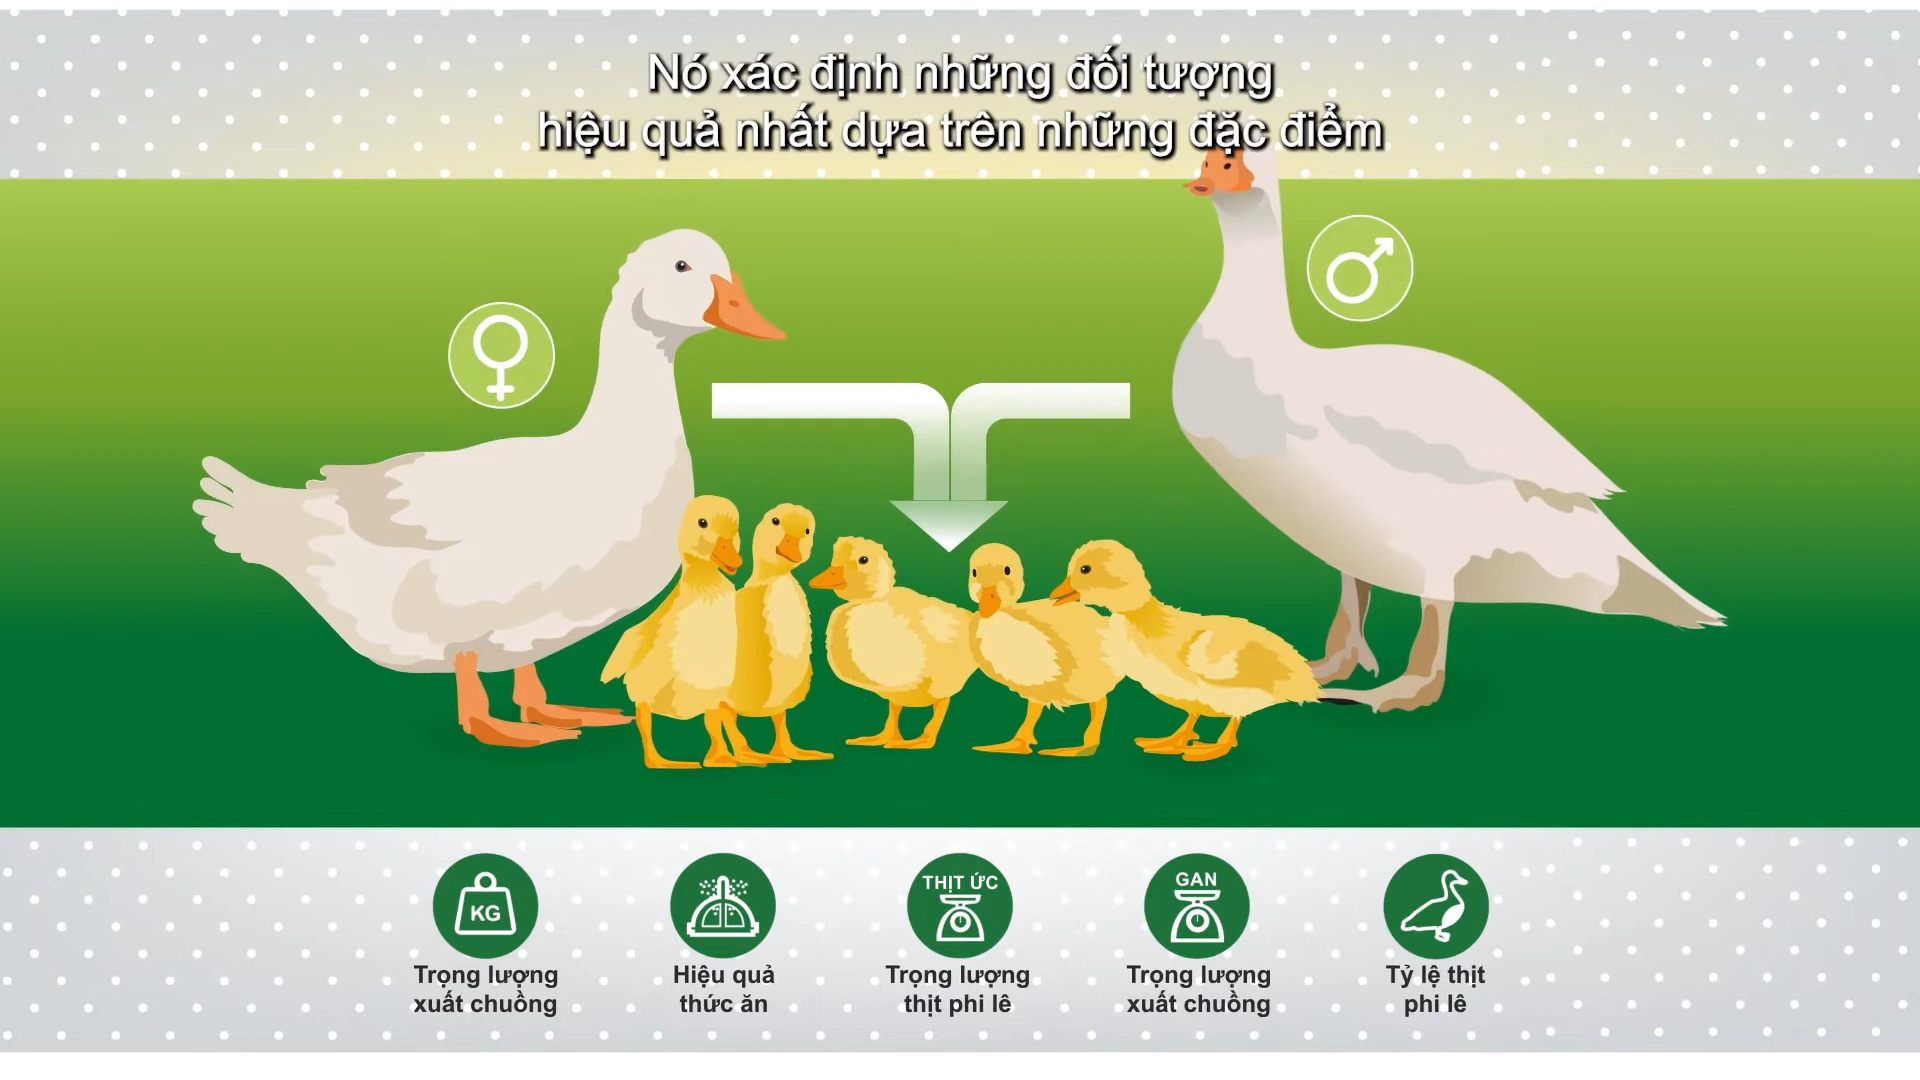 Nó xác định những đối tượng
hiệu quả nhất dựa trên những đặc điểm
KG
Trọng lượng
xuất chuồng
Hiệu quả
thức ăn
THỊT ỨC
Trọng lượng
thịt phi lê
GAN
Trọng lượng
xuất chuồng
Tỷ lệ thịt
phi lê